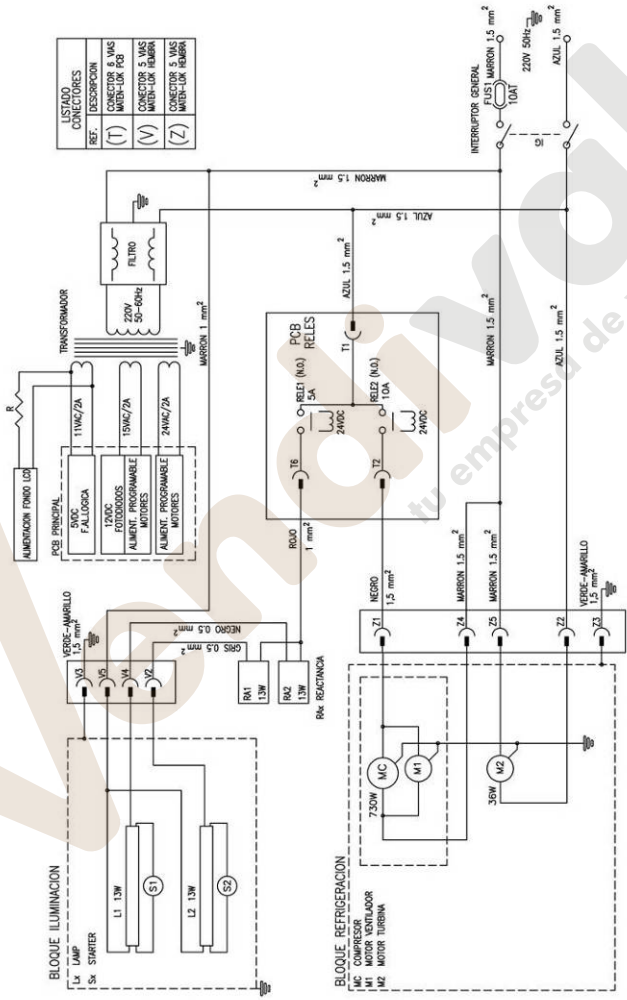 LISTADO
CONECTORES
REF. DESCRIPCION
(T) CONECTOR 6 VIAS
MATEN-LOK PCB
(V) CONECTOR 5 VIAS
MATEN-LOK HEMBRA
(Z) CONECTOR 5 VIAS
MATEN-LOK HEMBRA
INTERRUPTOR GENERAL
FUS1
10AT
MARRON 1,5 mm²
220V 50Hz
AZUL 1,5 mm²
IG
MARRON 1.5 mm²
AZUL 1.5 mm²
FILTRO
220V
50-60Hz
TRANSFORMADOR
R
ALIMENTACION FONDO LCD
11VAC/2A
15VAC/2A
24VAC/2A
PCB PRINCIPAL
5VDC
F.AL.LOGICA
12VDC
FOTODIODOS
ALIMENT. PROGRAMABLE
MOTORES
ALIMENT. PROGRAMABLE
MOTORES
MARRON 1 mm²
AZUL 1.5 mm²
PCB
RELES
T1
RELE1 (N.O.)
5A
24VDC
RELE2 (N.O.)
10A
24VDC
T6
T2
ROJO
1 mm²
NEGRO
1,5 mm²
MARRON 1.5 mm²
AZUL 1.5 mm²
MARRON 1.5 mm²
MARRON 1.5 mm²
VERDE-AMARILLO
1,5 mm²
VERDE-AMARILLO
1,5 mm²
V3
V5
V4
V2
NEGRO 0.5 mm²
GRIS 0.5 mm²
RA1
13W
RA2
13W
RAx REACTANCIA
Z1
Z4
Z5
Z2
Z3
BLOQUE ILUMINACION
Lx LAMP
Sx STARTER
L1 13W
S1
L2 13W
S2
BLOQUE REFRIGERACION
MC COMPRESOR
M1 MOTOR VENTILADOR
M2 MOTOR TURBINA
730W
MC
M1
36W
M2
Vendival
tu empresa de